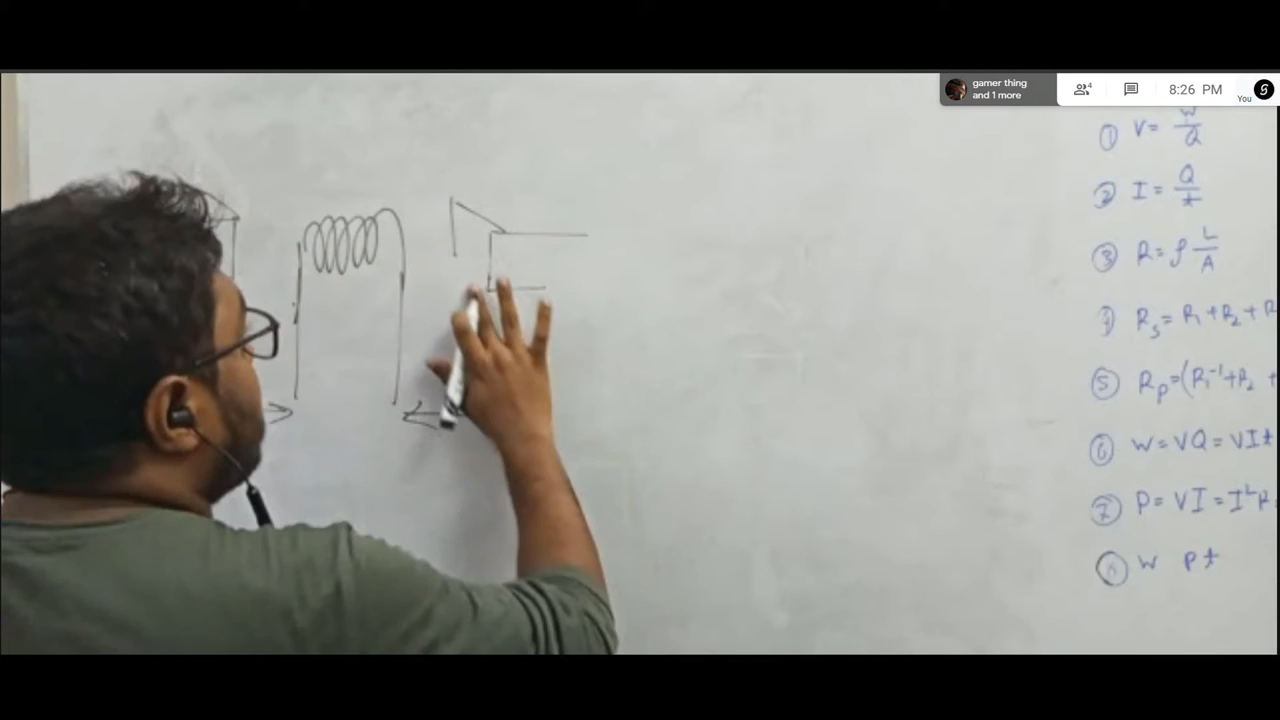 gamer thing
and 1 more
4
8:26 PM
You
① V = W/Q
② I = Q/t
③ R = ρ L/A
④ Rs = R1 + R2 + R
⑤ Rp = (R1⁻¹ + R2 +
⑥ W = VQ = VIt
⑦ P = VI = I²R =
⑧ W Pt